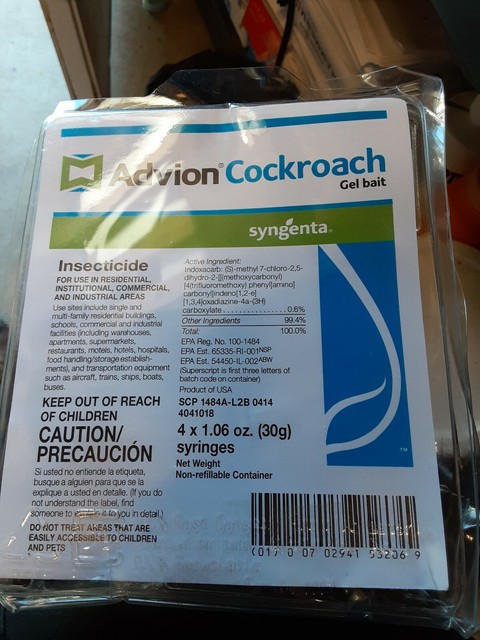 Advion® Cockroach
Gel bait
syngenta®
Insecticide
FOR USE IN RESIDENTIAL,
INSTITUTIONAL, COMMERCIAL,
AND INDUSTRIAL AREAS
Use sites include single and
multi-family residential buildings,
schools, commercial and industrial
facilities (including warehouses,
apartments, supermarkets,
restaurants, motels, hotels, hospitals,
food handling/storage establish-
ments), and transportation equipment
such as aircraft, trains, ships, boats,
buses.
KEEP OUT OF REACH
OF CHILDREN
CAUTION/
PRECAUCIÓN
Si usted no entiende la etiqueta,
busque a alguien para que se la
explique a usted en detalle. (If you do
not understand the label, find
someone to explain it to you in detail.)
DO NOT TREAT AREAS THAT ARE
EASILY ACCESSIBLE TO CHILDREN
AND PETS
Active Ingredient:
Indoxacarb: (S)-methyl 7-chloro-2,5-
dihydro-2-[[(methoxycarbonyl)
[4(trifluoromethoxy) phenyl]amino]
carbonyl]indeno[1,2-e]
[1,3,4]oxadiazine-4a-(3H)
carboxylate . . . . . . . . . . . . . 0.6%
Other Ingredients 99.4%
Total: 100.0%
EPA Reg. No. 100-1484
EPA Est. 65335-RI-001NSP
EPA Est. 54450-IL-002ABW
(Superscript is first three letters of
batch code on container)
Product of USA
SCP 1484A-L2B 0414
4041018
4 x 1.06 oz. (30g)
syringes
Net Weight
Non-refillable Container
TM
(01) 0 07 02941 53206 9